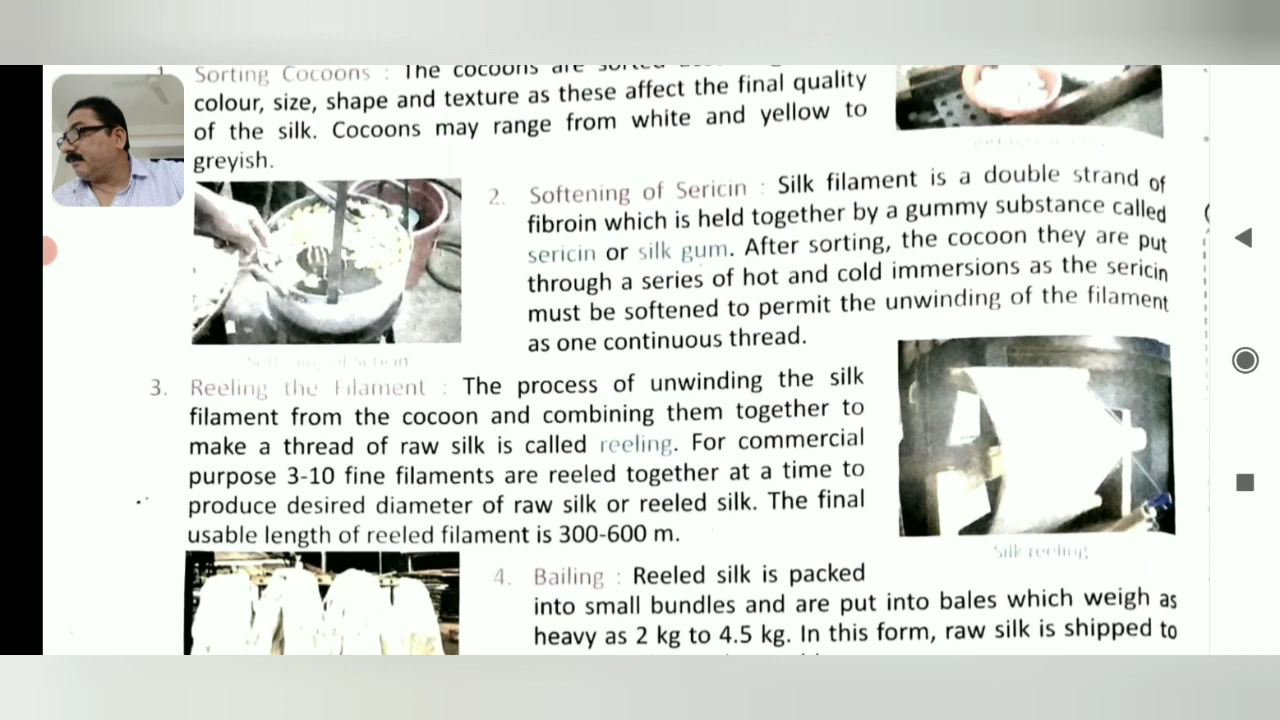 Sorting Cocoons : The cocoons are sorted
colour, size, shape and texture as these affect the final quality
of the silk. Cocoons may range from white and yellow to
greyish.
2. Softening of Sericin : Silk filament is a double strand of
fibroin which is held together by a gummy substance called
sericin or silk gum. After sorting, the cocoon they are put
through a series of hot and cold immersions as the sericin
must be softened to permit the unwinding of the filament
as one continuous thread.
3. Reeling the Filament : The process of unwinding the silk
filament from the cocoon and combining them together to
make a thread of raw silk is called reeling. For commercial
purpose 3-10 fine filaments are reeled together at a time to
produce desired diameter of raw silk or reeled silk. The final
usable length of reeled filament is 300-600 m.
Silk reeling
4. Bailing : Reeled silk is packed
into small bundles and are put into bales which weigh as
heavy as 2 kg to 4.5 kg. In this form, raw silk is shipped to